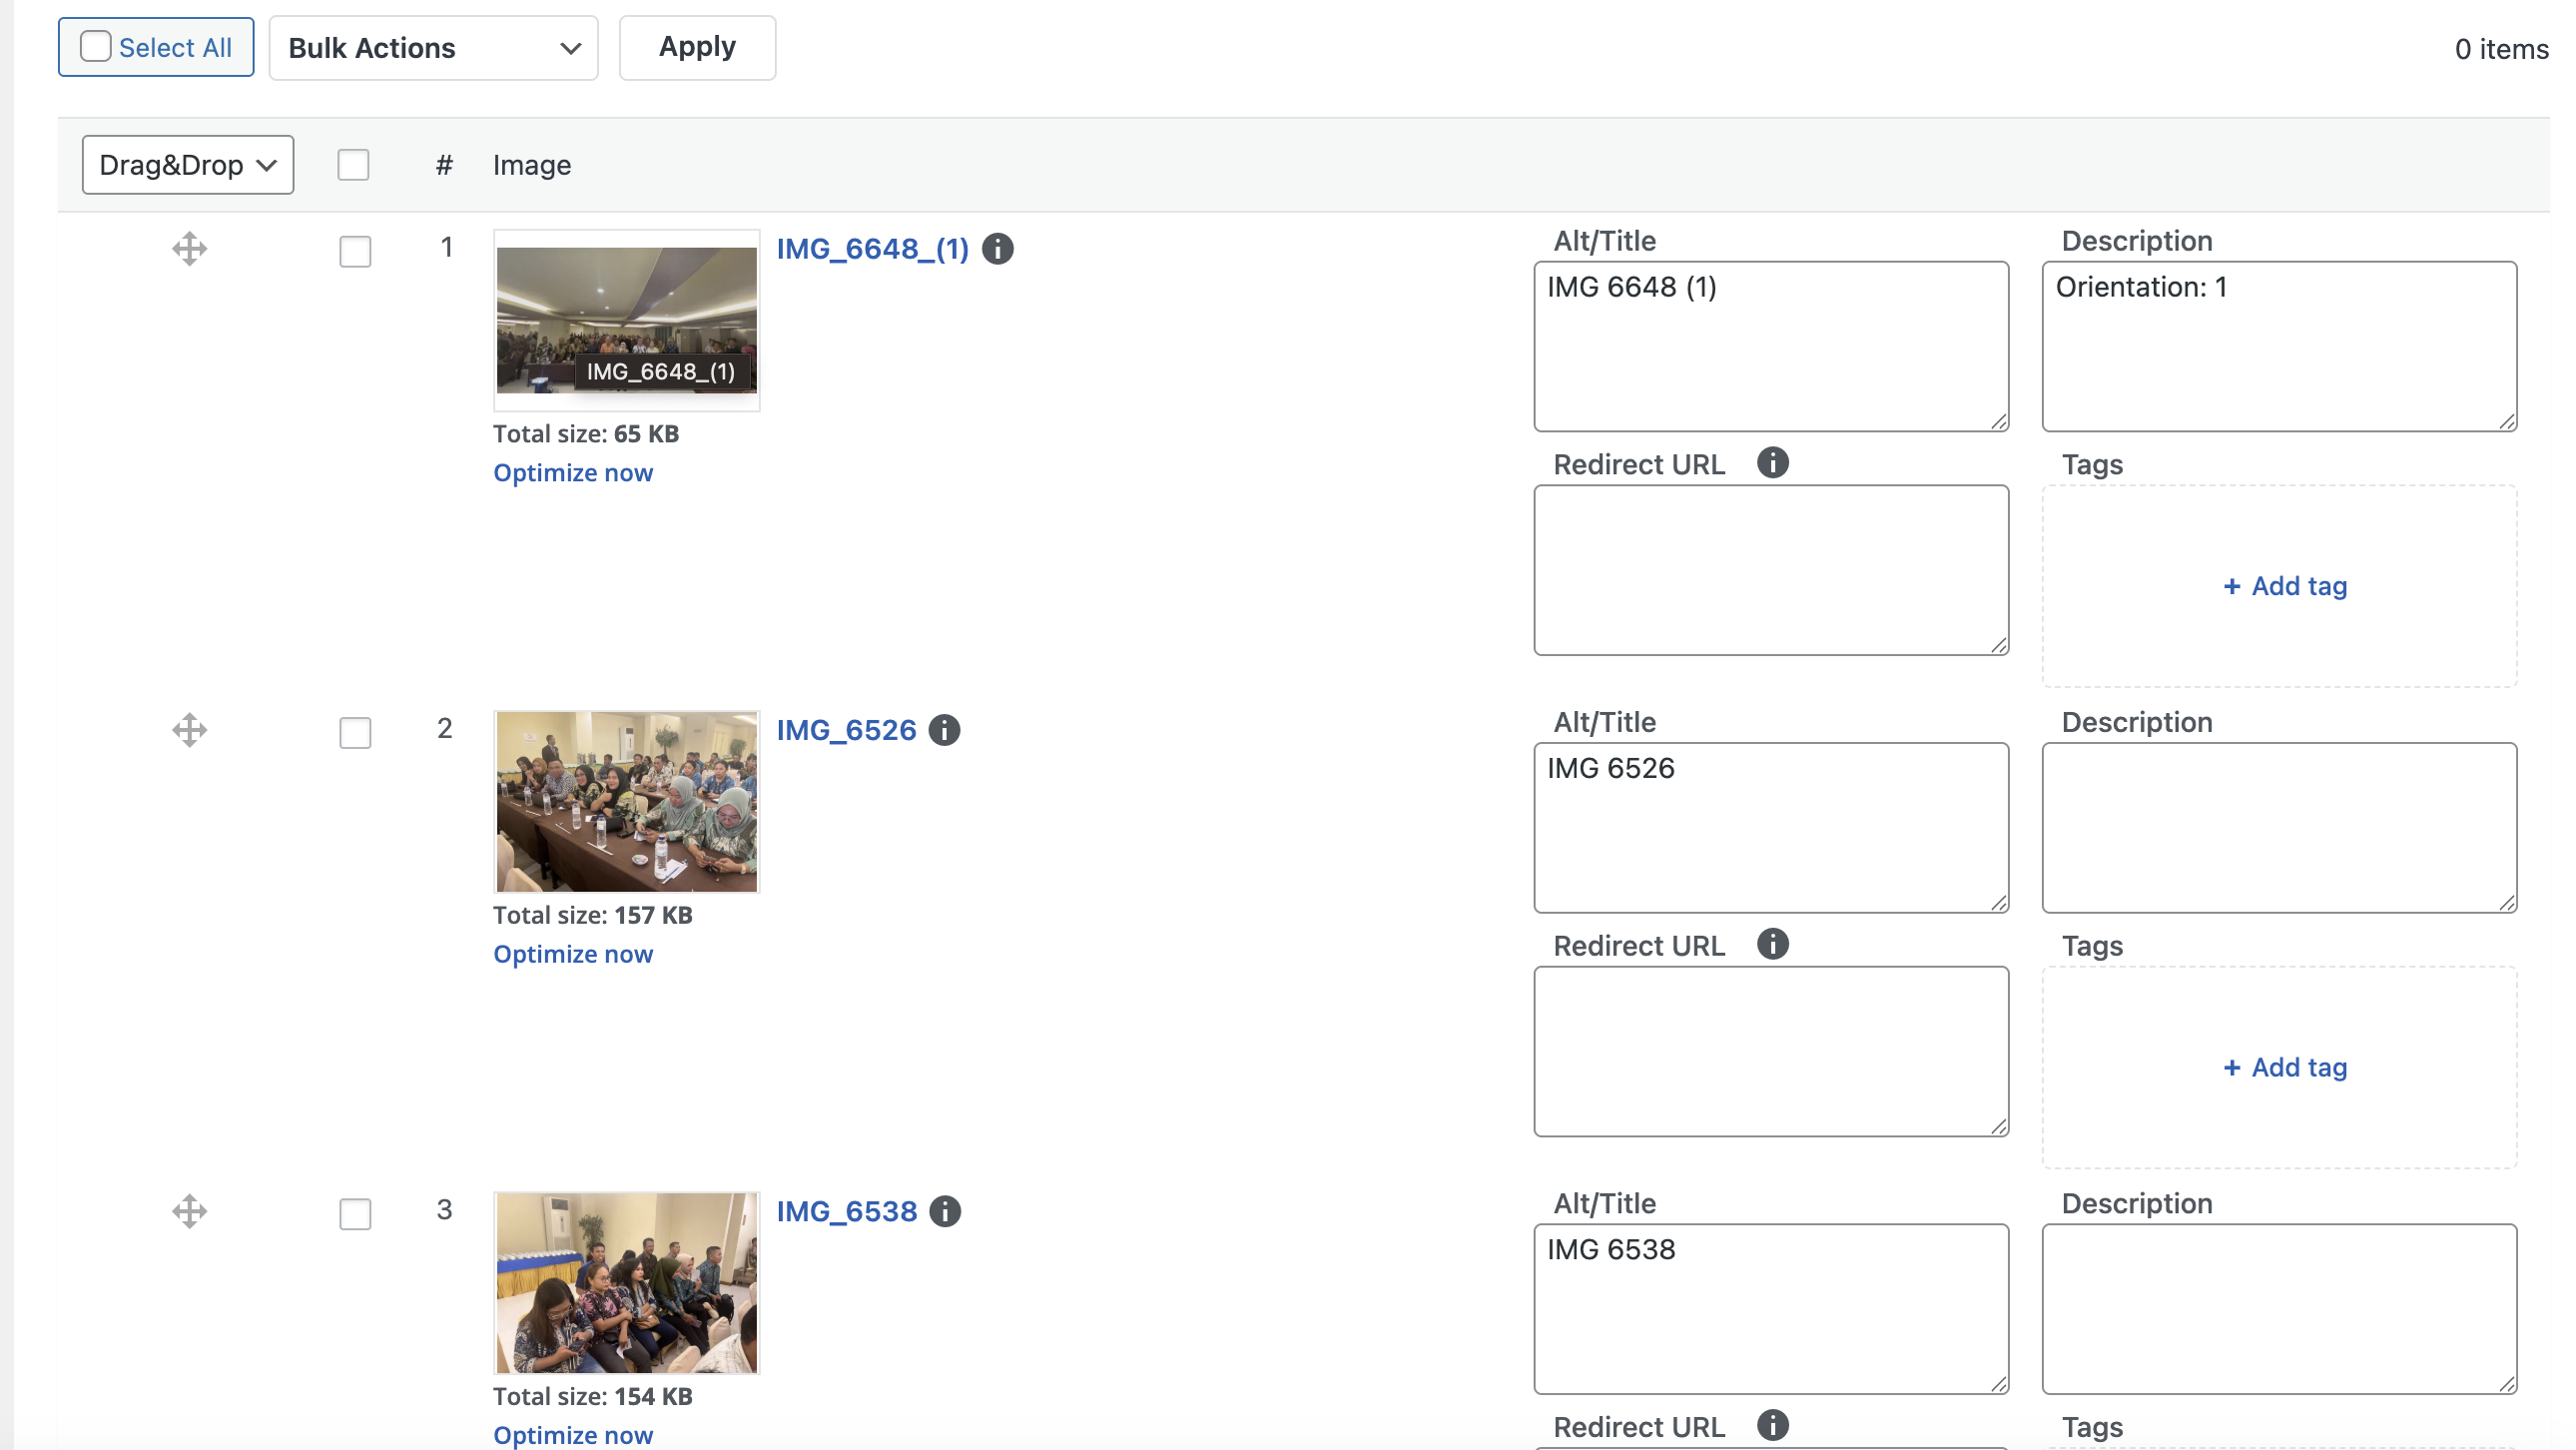 Select All
Bulk Actions
Apply
0 items
Drag&Drop
#
Image
1
IMG_6648_(1)
IMG_6648_(1)
Total size: 65 KB
Optimize now
Alt/Title
IMG 6648 (1)
Description
Orientation: 1
Redirect URL
Tags
+ Add tag
2
IMG_6526
Total size: 157 KB
Optimize now
Alt/Title
IMG 6526
Description
Redirect URL
Tags
+ Add tag
3
IMG_6538
Total size: 154 KB
Optimize now
Alt/Title
IMG 6538
Description
Redirect URL
Tags